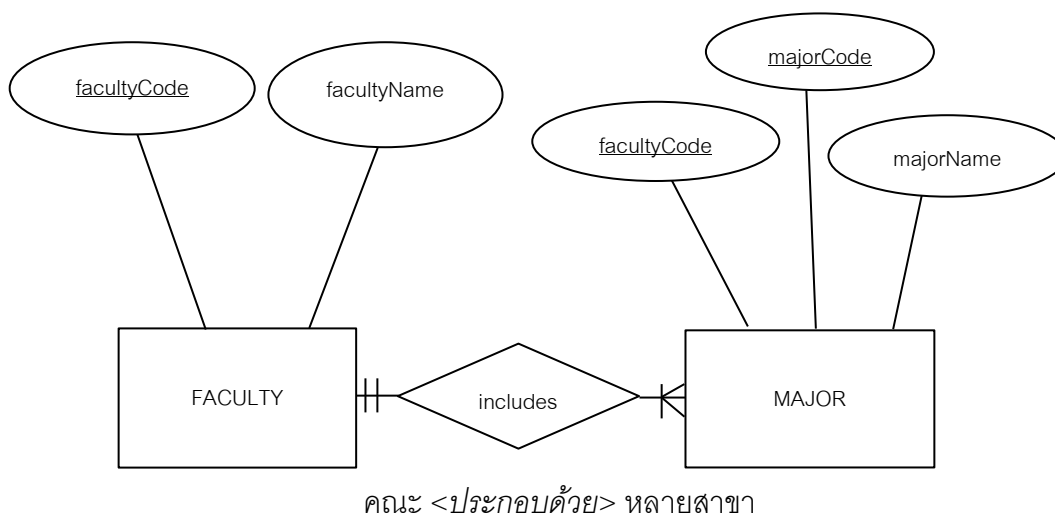 majorCode
facultyCode
facultyName
facultyCode
majorName
FACULTY
includes
MAJOR
คณะ <ประกอบด้วย> หลายสาขา